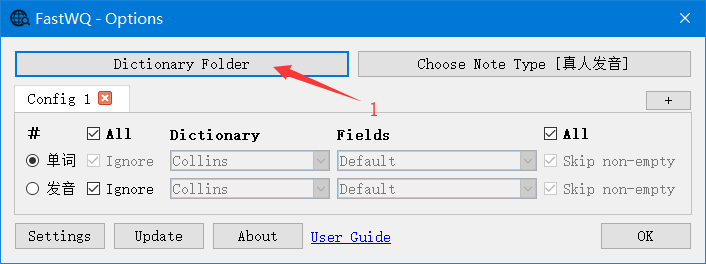 FastWQ - Options
Dictionary Folder
Choose Note Type [真人发音]
1
Config 1
+
# All Dictionary Fields All
单词 Ignore Collins Default Skip non-empty
发音 Ignore Collins Default Skip non-empty
Settings Update About User Guide OK